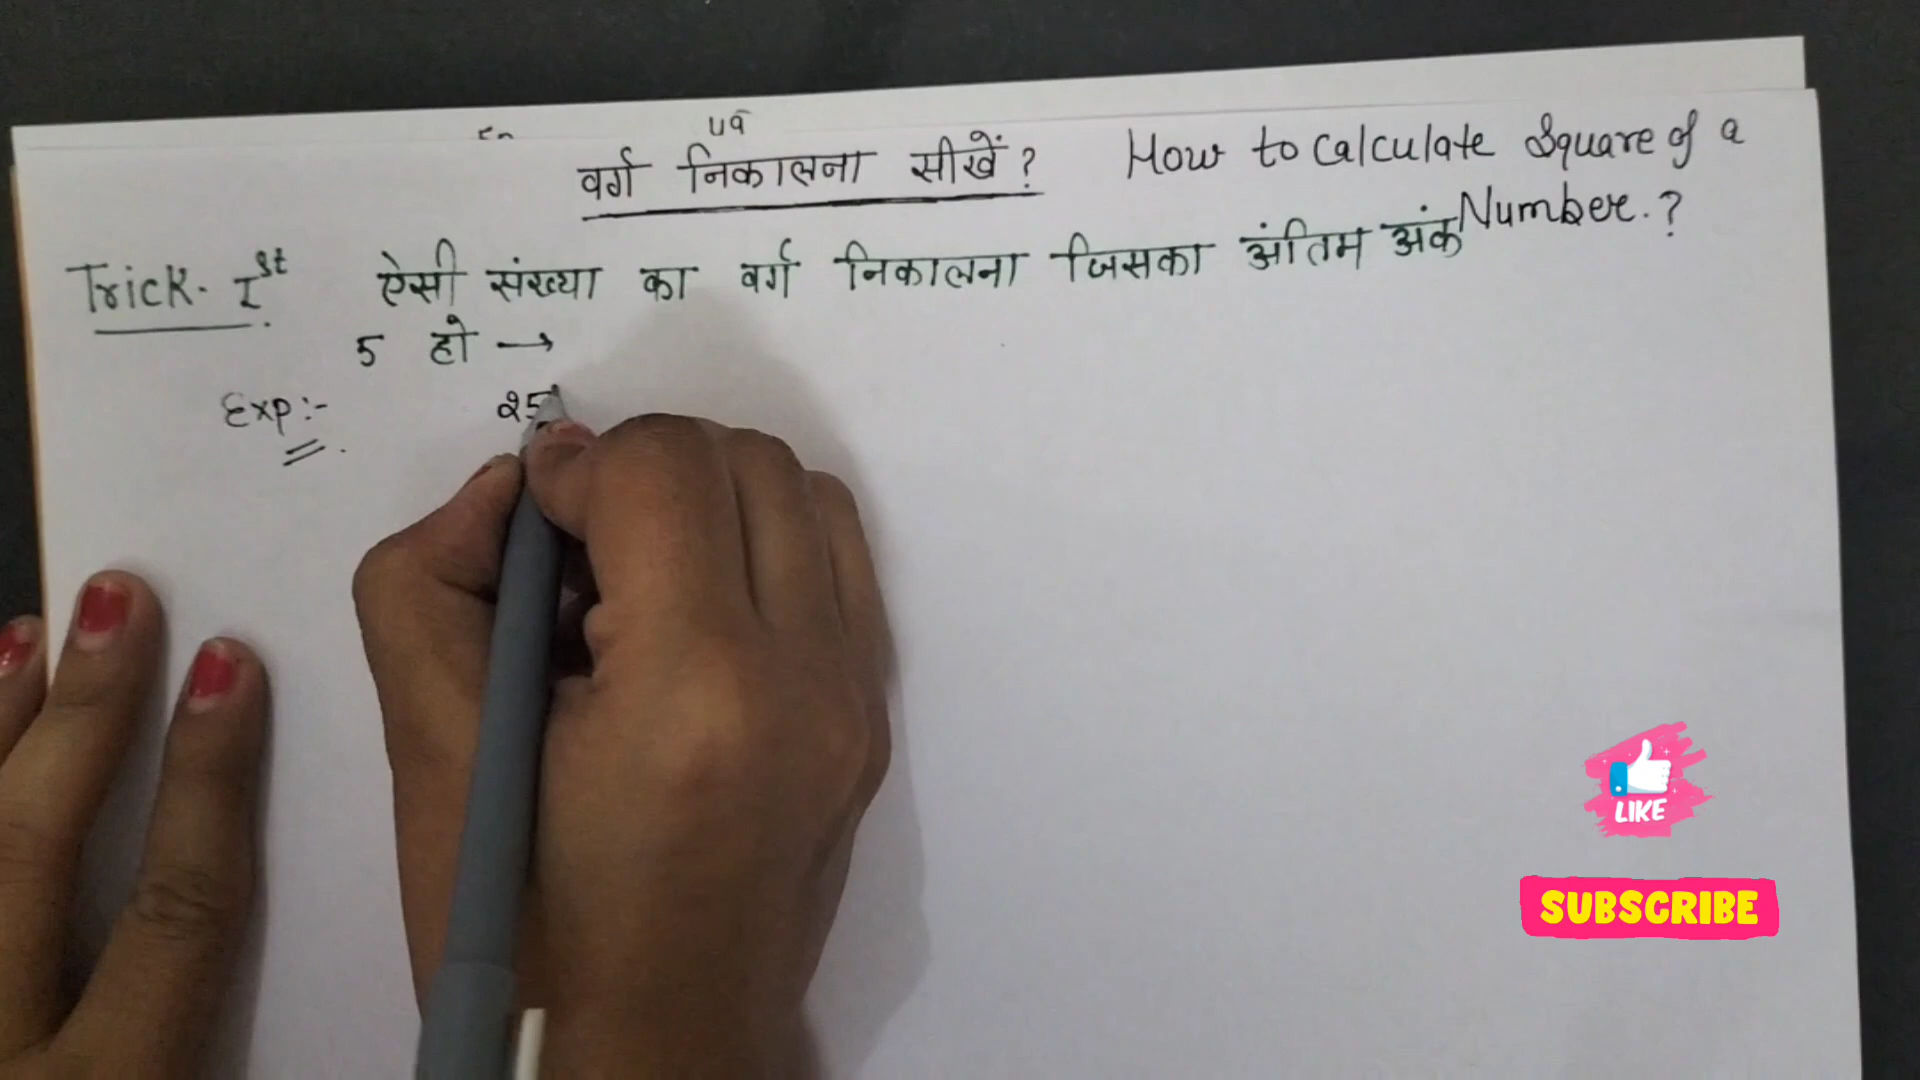 वर्ग निकालना सीखें ? How to Calculate Square of a
Number. ?
Trick. Ist ऐसी संख्या का वर्ग निकालना जिसका अंतिम अंक
5 हो →
Exp:- 25
LIKE
SUBSCRIBE